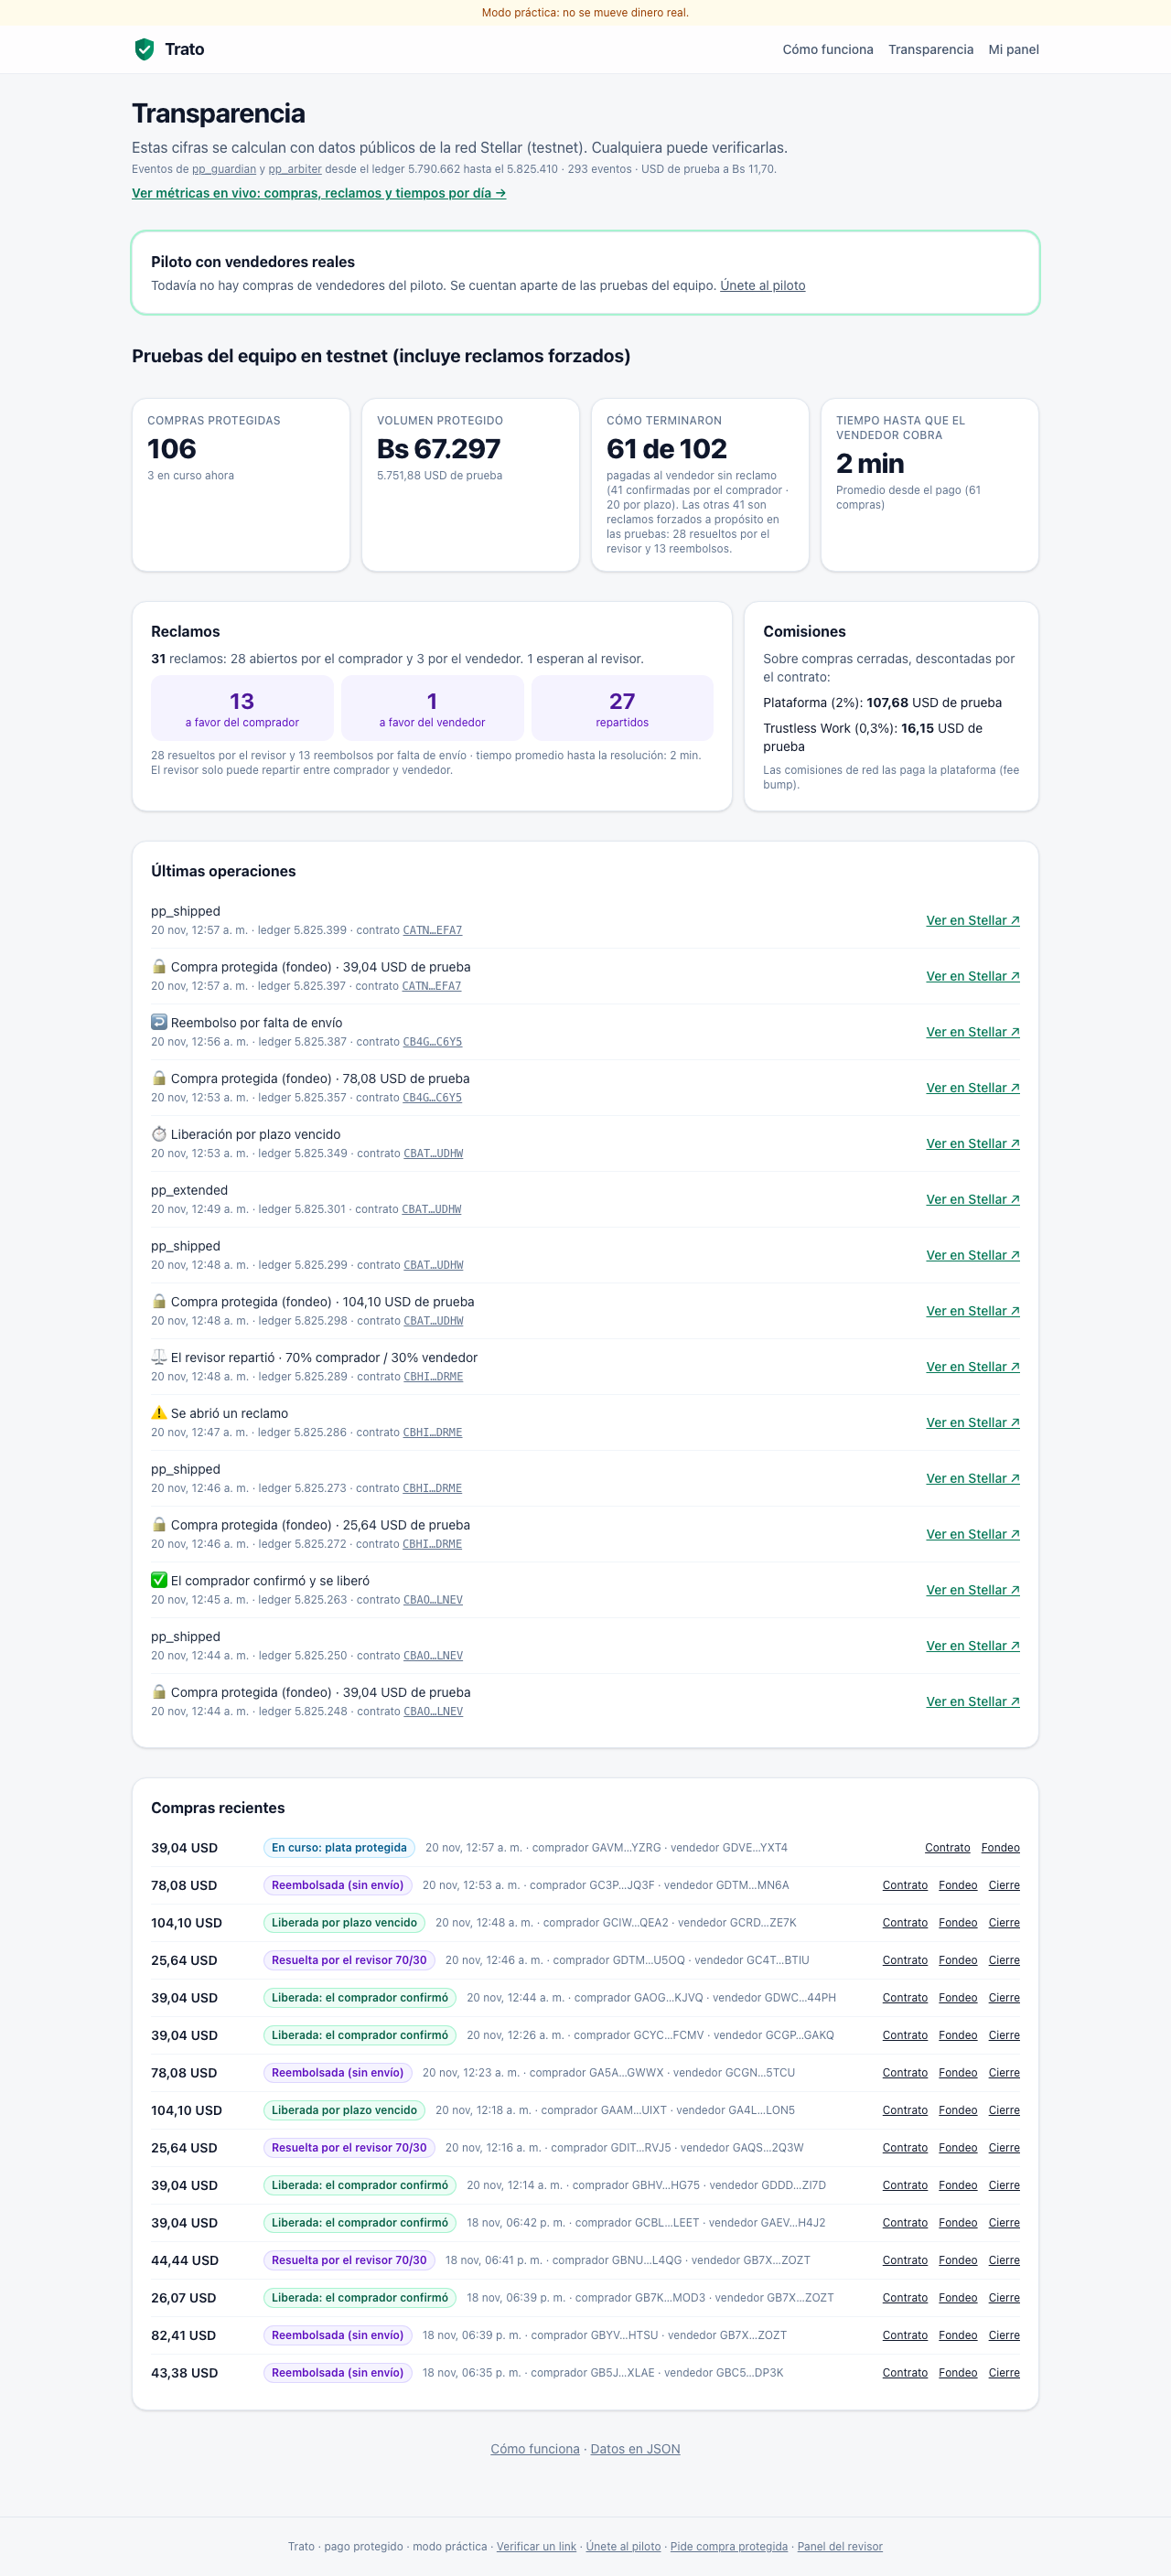 Modo práctica: no se mueve dinero real.
Trato
Cómo funciona Transparencia Mi panel
Transparencia
Estas cifras se calculan con datos públicos de la red Stellar (testnet). Cualquiera puede verificarlas.
Eventos de pp_guardian y pp_arbiter desde el ledger 5.790.662 hasta el 5.825.410 · 293 eventos · USD de prueba a Bs 11,70.
Ver métricas en vivo: compras, reclamos y tiempos por día →
Piloto con vendedores reales
Todavía no hay compras de vendedores del piloto. Se cuentan aparte de las pruebas del equipo. Únete al piloto
Pruebas del equipo en testnet (incluye reclamos forzados)
COMPRAS PROTEGIDAS
106
3 en curso ahora
VOLUMEN PROTEGIDO
Bs 67.297
5.751,88 USD de prueba
CÓMO TERMINARON
61 de 102
pagadas al vendedor sin reclamo
(41 confirmadas por el comprador ·
20 por plazo). Las otras 41 son
reclamos forzados a propósito en
las pruebas: 28 resueltos por el
revisor y 13 reembolsos.
TIEMPO HASTA QUE EL
VENDEDOR COBRA
2 min
Promedio desde el pago (61
compras)
Reclamos
31 reclamos: 28 abiertos por el comprador y 3 por el vendedor. 1 esperan al revisor.
13
a favor del comprador
1
a favor del vendedor
27
repartidos
28 resueltos por el revisor y 13 reembolsos por falta de envío · tiempo promedio hasta la resolución: 2 min.
El revisor solo puede repartir entre comprador y vendedor.
Comisiones
Sobre compras cerradas, descontadas por
el contrato:
Plataforma (2%): 107,68 USD de prueba
Trustless Work (0,3%): 16,15 USD de
prueba
Las comisiones de red las paga la plataforma (fee
bump).
Últimas operaciones
pp_shipped
20 nov, 12:57 a. m. · ledger 5.825.399 · contrato CATN…EFA7
Ver en Stellar ↗
Compra protegida (fondeo) · 39,04 USD de prueba
20 nov, 12:57 a. m. · ledger 5.825.397 · contrato CATN…EFA7
Ver en Stellar ↗
Reembolso por falta de envío
20 nov, 12:56 a. m. · ledger 5.825.387 · contrato CB4G…C6Y5
Ver en Stellar ↗
Compra protegida (fondeo) · 78,08 USD de prueba
20 nov, 12:53 a. m. · ledger 5.825.357 · contrato CB4G…C6Y5
Ver en Stellar ↗
Liberación por plazo vencido
20 nov, 12:53 a. m. · ledger 5.825.349 · contrato CBAT…UDHW
Ver en Stellar ↗
pp_extended
20 nov, 12:49 a. m. · ledger 5.825.301 · contrato CBAT…UDHW
Ver en Stellar ↗
pp_shipped
20 nov, 12:48 a. m. · ledger 5.825.299 · contrato CBAT…UDHW
Ver en Stellar ↗
Compra protegida (fondeo) · 104,10 USD de prueba
20 nov, 12:48 a. m. · ledger 5.825.298 · contrato CBAT…UDHW
Ver en Stellar ↗
El revisor repartió · 70% comprador / 30% vendedor
20 nov, 12:48 a. m. · ledger 5.825.289 · contrato CBHI…DRME
Ver en Stellar ↗
Se abrió un reclamo
20 nov, 12:47 a. m. · ledger 5.825.286 · contrato CBHI…DRME
Ver en Stellar ↗
pp_shipped
20 nov, 12:46 a. m. · ledger 5.825.273 · contrato CBHI…DRME
Ver en Stellar ↗
Compra protegida (fondeo) · 25,64 USD de prueba
20 nov, 12:46 a. m. · ledger 5.825.272 · contrato CBHI…DRME
Ver en Stellar ↗
El comprador confirmó y se liberó
20 nov, 12:45 a. m. · ledger 5.825.263 · contrato CBAO…LNEV
Ver en Stellar ↗
pp_shipped
20 nov, 12:44 a. m. · ledger 5.825.250 · contrato CBAO…LNEV
Ver en Stellar ↗
Compra protegida (fondeo) · 39,04 USD de prueba
20 nov, 12:44 a. m. · ledger 5.825.248 · contrato CBAO…LNEV
Ver en Stellar ↗
Compras recientes
39,04 USD En curso: plata protegida 20 nov, 12:57 a. m. · comprador GAVM…YZRG · vendedor GDVE…YXT4 Contrato Fondeo
78,08 USD Reembolsada (sin envío) 20 nov, 12:53 a. m. · comprador GC3P…JQ3F · vendedor GDTM…MN6A Contrato Fondeo Cierre
104,10 USD Liberada por plazo vencido 20 nov, 12:48 a. m. · comprador GCIW…QEA2 · vendedor GCRD…ZE7K Contrato Fondeo Cierre
25,64 USD Resuelta por el revisor 70/30 20 nov, 12:46 a. m. · comprador GDTM…U5OQ · vendedor GC4T…BTIU Contrato Fondeo Cierre
39,04 USD Liberada: el comprador confirmó 20 nov, 12:44 a. m. · comprador GAOG…KJVQ · vendedor GDWC…44PH Contrato Fondeo Cierre
39,04 USD Liberada: el comprador confirmó 20 nov, 12:26 a. m. · comprador GCYC…FCMV · vendedor GCGP…GAKQ Contrato Fondeo Cierre
78,08 USD Reembolsada (sin envío) 20 nov, 12:23 a. m. · comprador GA5A…GWWX · vendedor GCGN…5TCU Contrato Fondeo Cierre
104,10 USD Liberada por plazo vencido 20 nov, 12:18 a. m. · comprador GAAM…UIXT · vendedor GA4L…LON5 Contrato Fondeo Cierre
25,64 USD Resuelta por el revisor 70/30 20 nov, 12:16 a. m. · comprador GDIT…RVJ5 · vendedor GAQS…2Q3W Contrato Fondeo Cierre
39,04 USD Liberada: el comprador confirmó 20 nov, 12:14 a. m. · comprador GBHV…HG75 · vendedor GDDD…ZI7D Contrato Fondeo Cierre
39,04 USD Liberada: el comprador confirmó 18 nov, 06:42 p. m. · comprador GCBL…LEET · vendedor GAEV…H4J2 Contrato Fondeo Cierre
44,44 USD Resuelta por el revisor 70/30 18 nov, 06:41 p. m. · comprador GBNU…L4QG · vendedor GB7X…ZOZT Contrato Fondeo Cierre
26,07 USD Liberada: el comprador confirmó 18 nov, 06:39 p. m. · comprador GB7K…MOD3 · vendedor GB7X…ZOZT Contrato Fondeo Cierre
82,41 USD Reembolsada (sin envío) 18 nov, 06:39 p. m. · comprador GBYV…HTSU · vendedor GB7X…ZOZT Contrato Fondeo Cierre
43,38 USD Reembolsada (sin envío) 18 nov, 06:35 p. m. · comprador GB5J…XLAE · vendedor GBC5…DP3K Contrato Fondeo Cierre
Cómo funciona · Datos en JSON
Trato · pago protegido · modo práctica · Verificar un link · Únete al piloto · Pide compra protegida · Panel del revisor